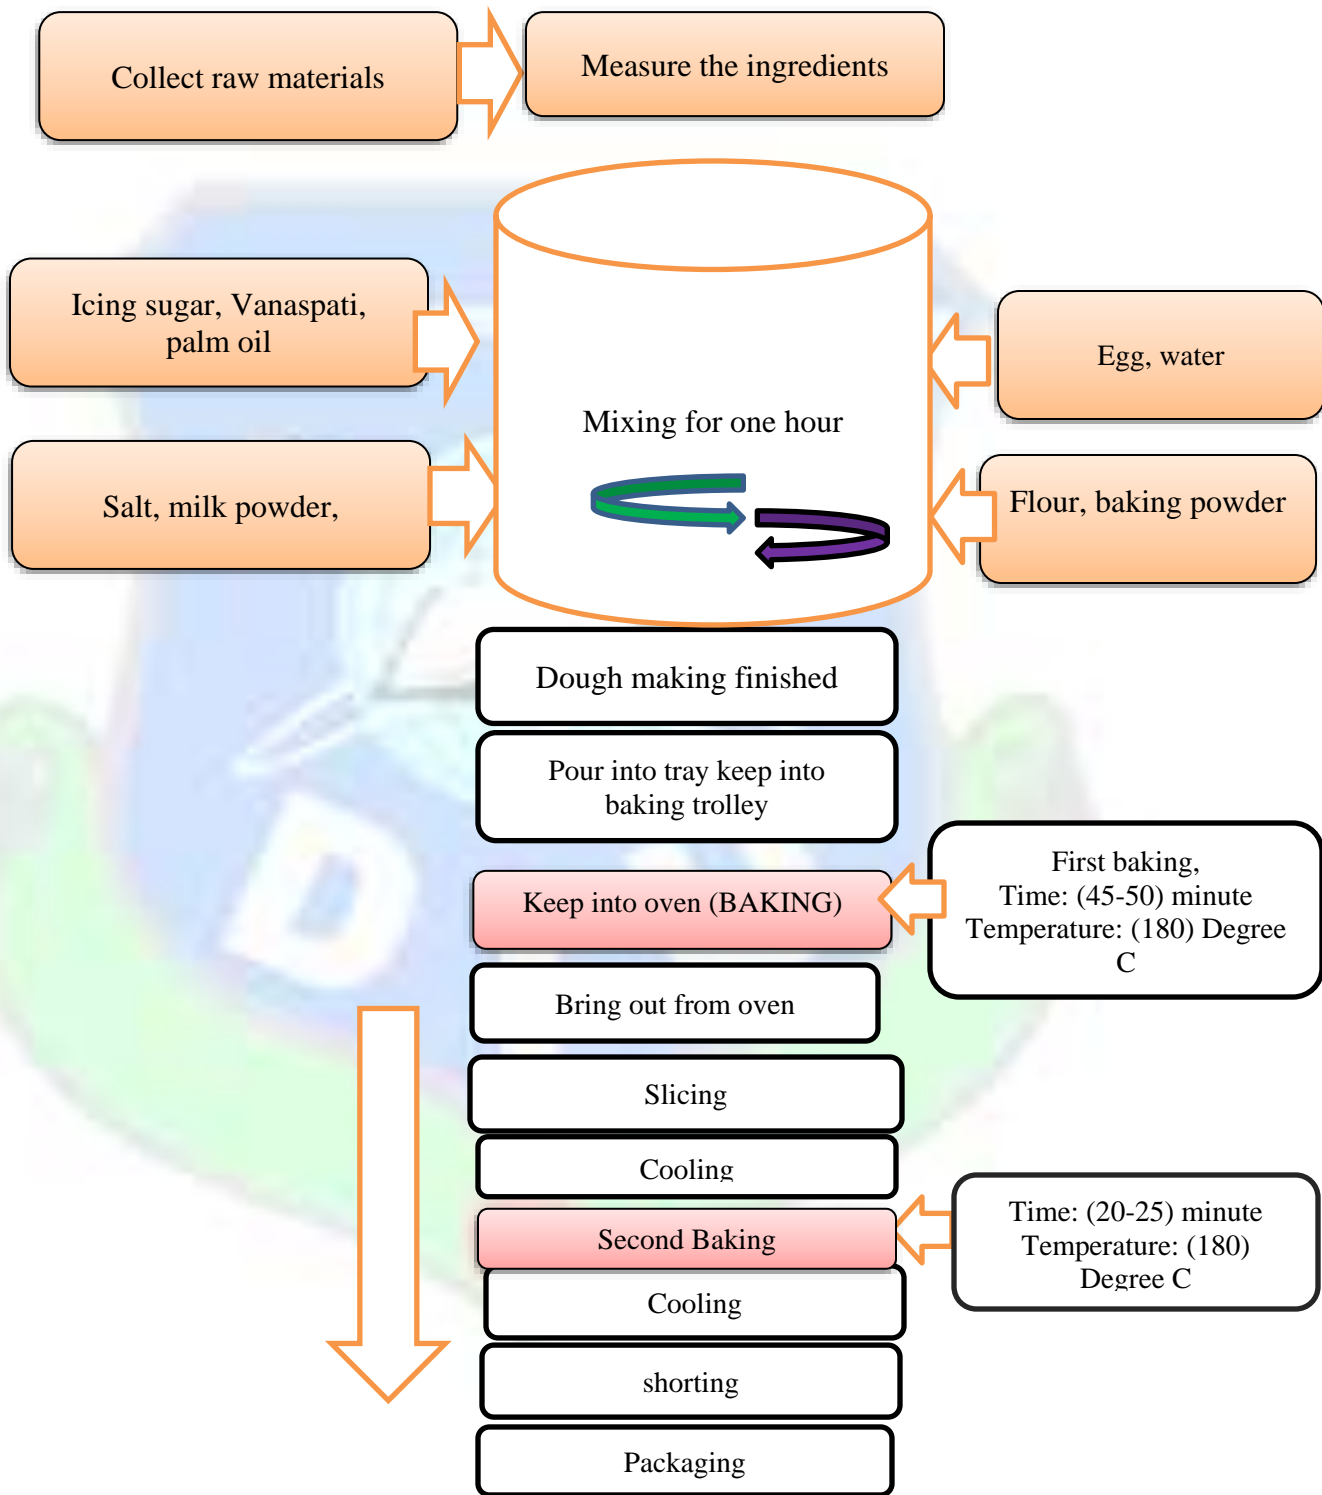 Collect raw materials
Measure the ingredients
Icing sugar, Vanaspati,
palm oil
Egg, water
Mixing for one hour
Salt, milk powder,
Flour, baking powder
Dough making finished
Pour into tray keep into
baking trolley
First baking,
Time: (45-50) minute
Temperature: (180) Degree
C
Keep into oven (BAKING)
Bring out from oven
Slicing
Cooling
Time: (20-25) minute
Temperature: (180)
Degree C
Second Baking
Cooling
shorting
Packaging
D